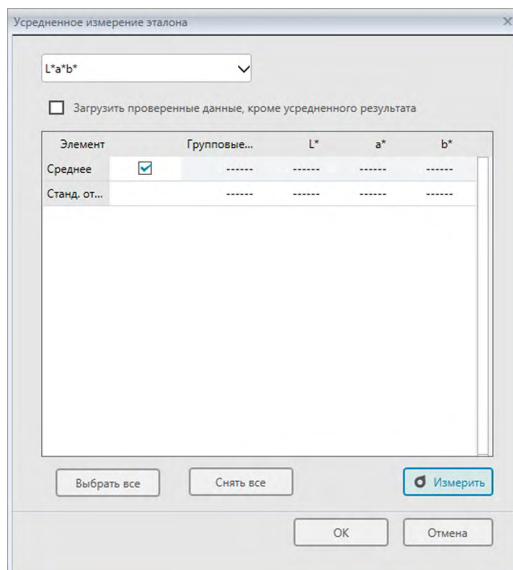 Усредненное измерение эталона
L*a*b*
Загрузить проверенные данные, кроме усредненного результата
Элемент Групповые... L* a* b*
Среднее ------ ------ ------ ------
Станд. от... ------ ------ ------ ------
Выбрать все Снять все Измерить
ОК Отмена